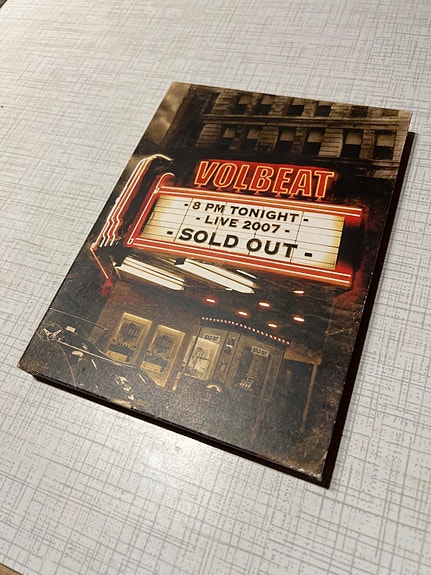 VOLBEAT
- 8 PM TONIGHT -
- LIVE 2007 -
- SOLD OUT -